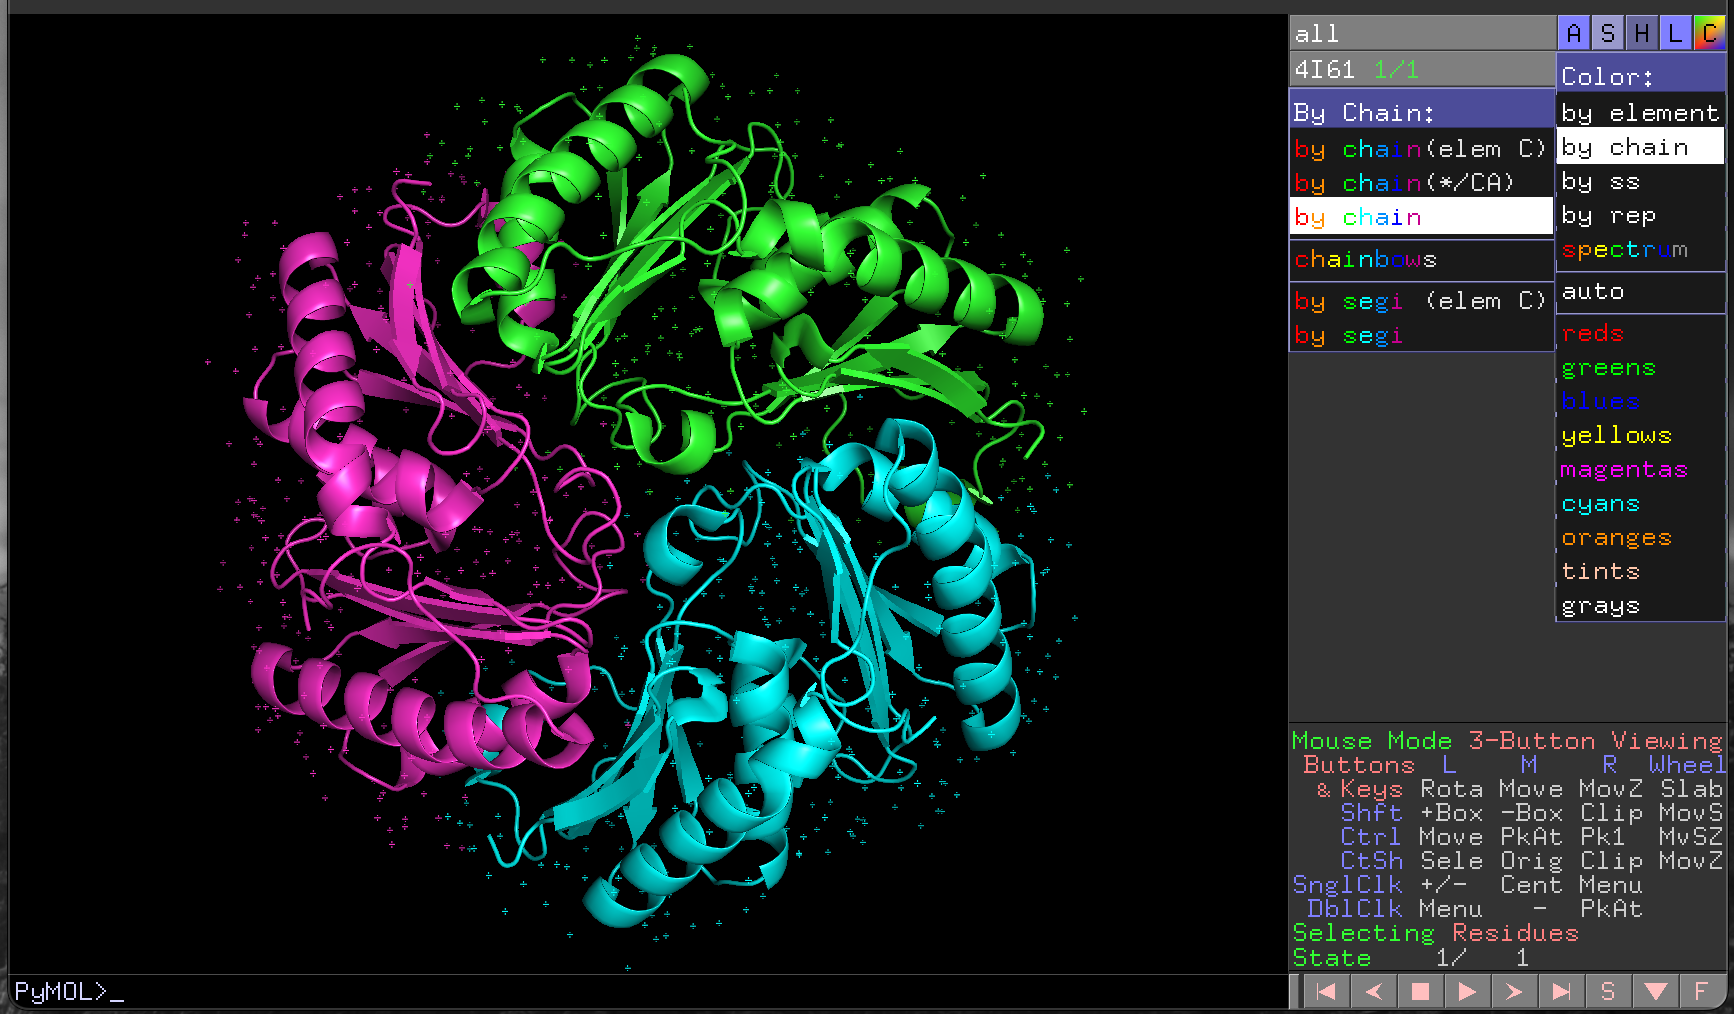 all A S H L C
4I61 1/1
Color:
by element
by chain
by ss
by rep
spectrum
auto
reds
greens
blues
yellows
magentas
cyans
oranges
tints
grays
By Chain:
by chain(elem C)
by chain(*/CA)
by chain
chainbows
by segi (elem C)
by segi
Mouse Mode 3-Button Viewing
Buttons L M R Wheel
& Keys Rota Move MovZ Slab
Shft +Box -Box Clip MovS
Ctrl Move PkAt Pk1 MvSZ
CtSh Sele Orig Clip MovZ
SnglClk +/- Cent Menu
DblClk Menu - PkAt
Selecting Residues
State 1/ 1
S F
PyMOL>_